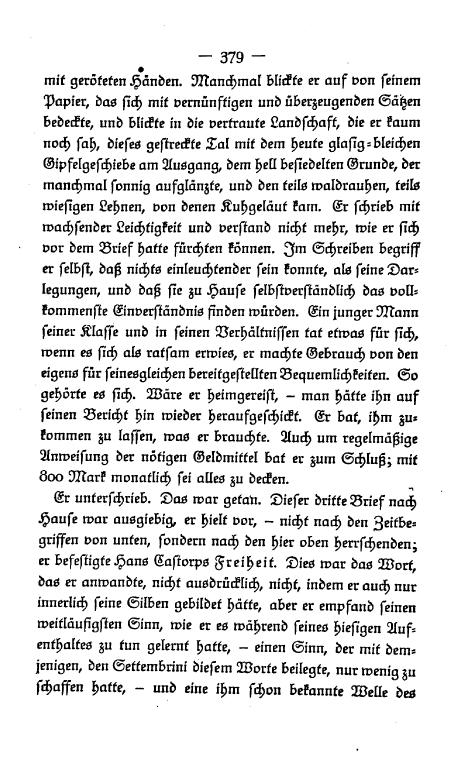 — 379 —
mit geröteten Händen. Manchmal blickte er auf von seinem
Papier, das sich mit vernünftigen und überzeugenden Sätzen
bedeckte, und blickte in die vertraute Landschaft, die er kaum
noch sah, dieses gestreckte Tal mit dem heute glasig-bleichen
Gipfelgeschiebe am Ausgang, dem hell besiedelten Grunde, der
manchmal sonnig aufglänzte, und den teils waldrauhen, teils
wiesigen Lehnen, von denen Kuhgeläut kam. Er schrieb mit
wachsender Leichtigkeit und verstand nicht mehr, wie er sich
vor dem Brief hatte fürchten können. Im Schreiben begriff
er selbst, daß nichts einleuchtender sein konnte, als seine Dar-
legungen, und daß sie zu Hause selbstverständlich das voll-
kommenste Einverständnis finden würden. Ein junger Mann
seiner Klasse und in seinen Verhältnissen tat etwas für sich,
wenn es sich als ratsam erwies, er machte Gebrauch von den
eigens für seinesgleichen bereitgestellten Bequemlichkeiten. So
gehörte es sich. Wäre er heimgereist, – man hätte ihn auf
seinen Bericht hin wieder heraufgeschickt. Er bat, ihm zu-
kommen zu lassen, was er brauchte. Auch um regelmäßige
Anweisung der nötigen Geldmittel bat er zum Schluß; mit
800 Mark monatlich sei alles zu decken.
Er unterschrieb. Das war getan. Dieser dritte Brief nach
Hause war ausgiebig, er hielt vor, – nicht nach den Zeitbe-
griffen von unten, sondern nach den hier oben herrschenden;
er befestigte Hans Castorps Freiheit. Dies war das Wort,
das er anwandte, nicht ausdrücklich, nicht, indem er auch nur
innerlich seine Silben gebildet hätte, aber er empfand seinen
weitläufigsten Sinn, wie er es während seines hiesigen Auf-
enthaltes zu tun gelernt hatte, – einen Sinn, der mit dem-
jenigen, den Settembrini diesem Worte beilegte, nur wenig zu
schaffen hatte, – und eine ihm schon bekannte Welle des